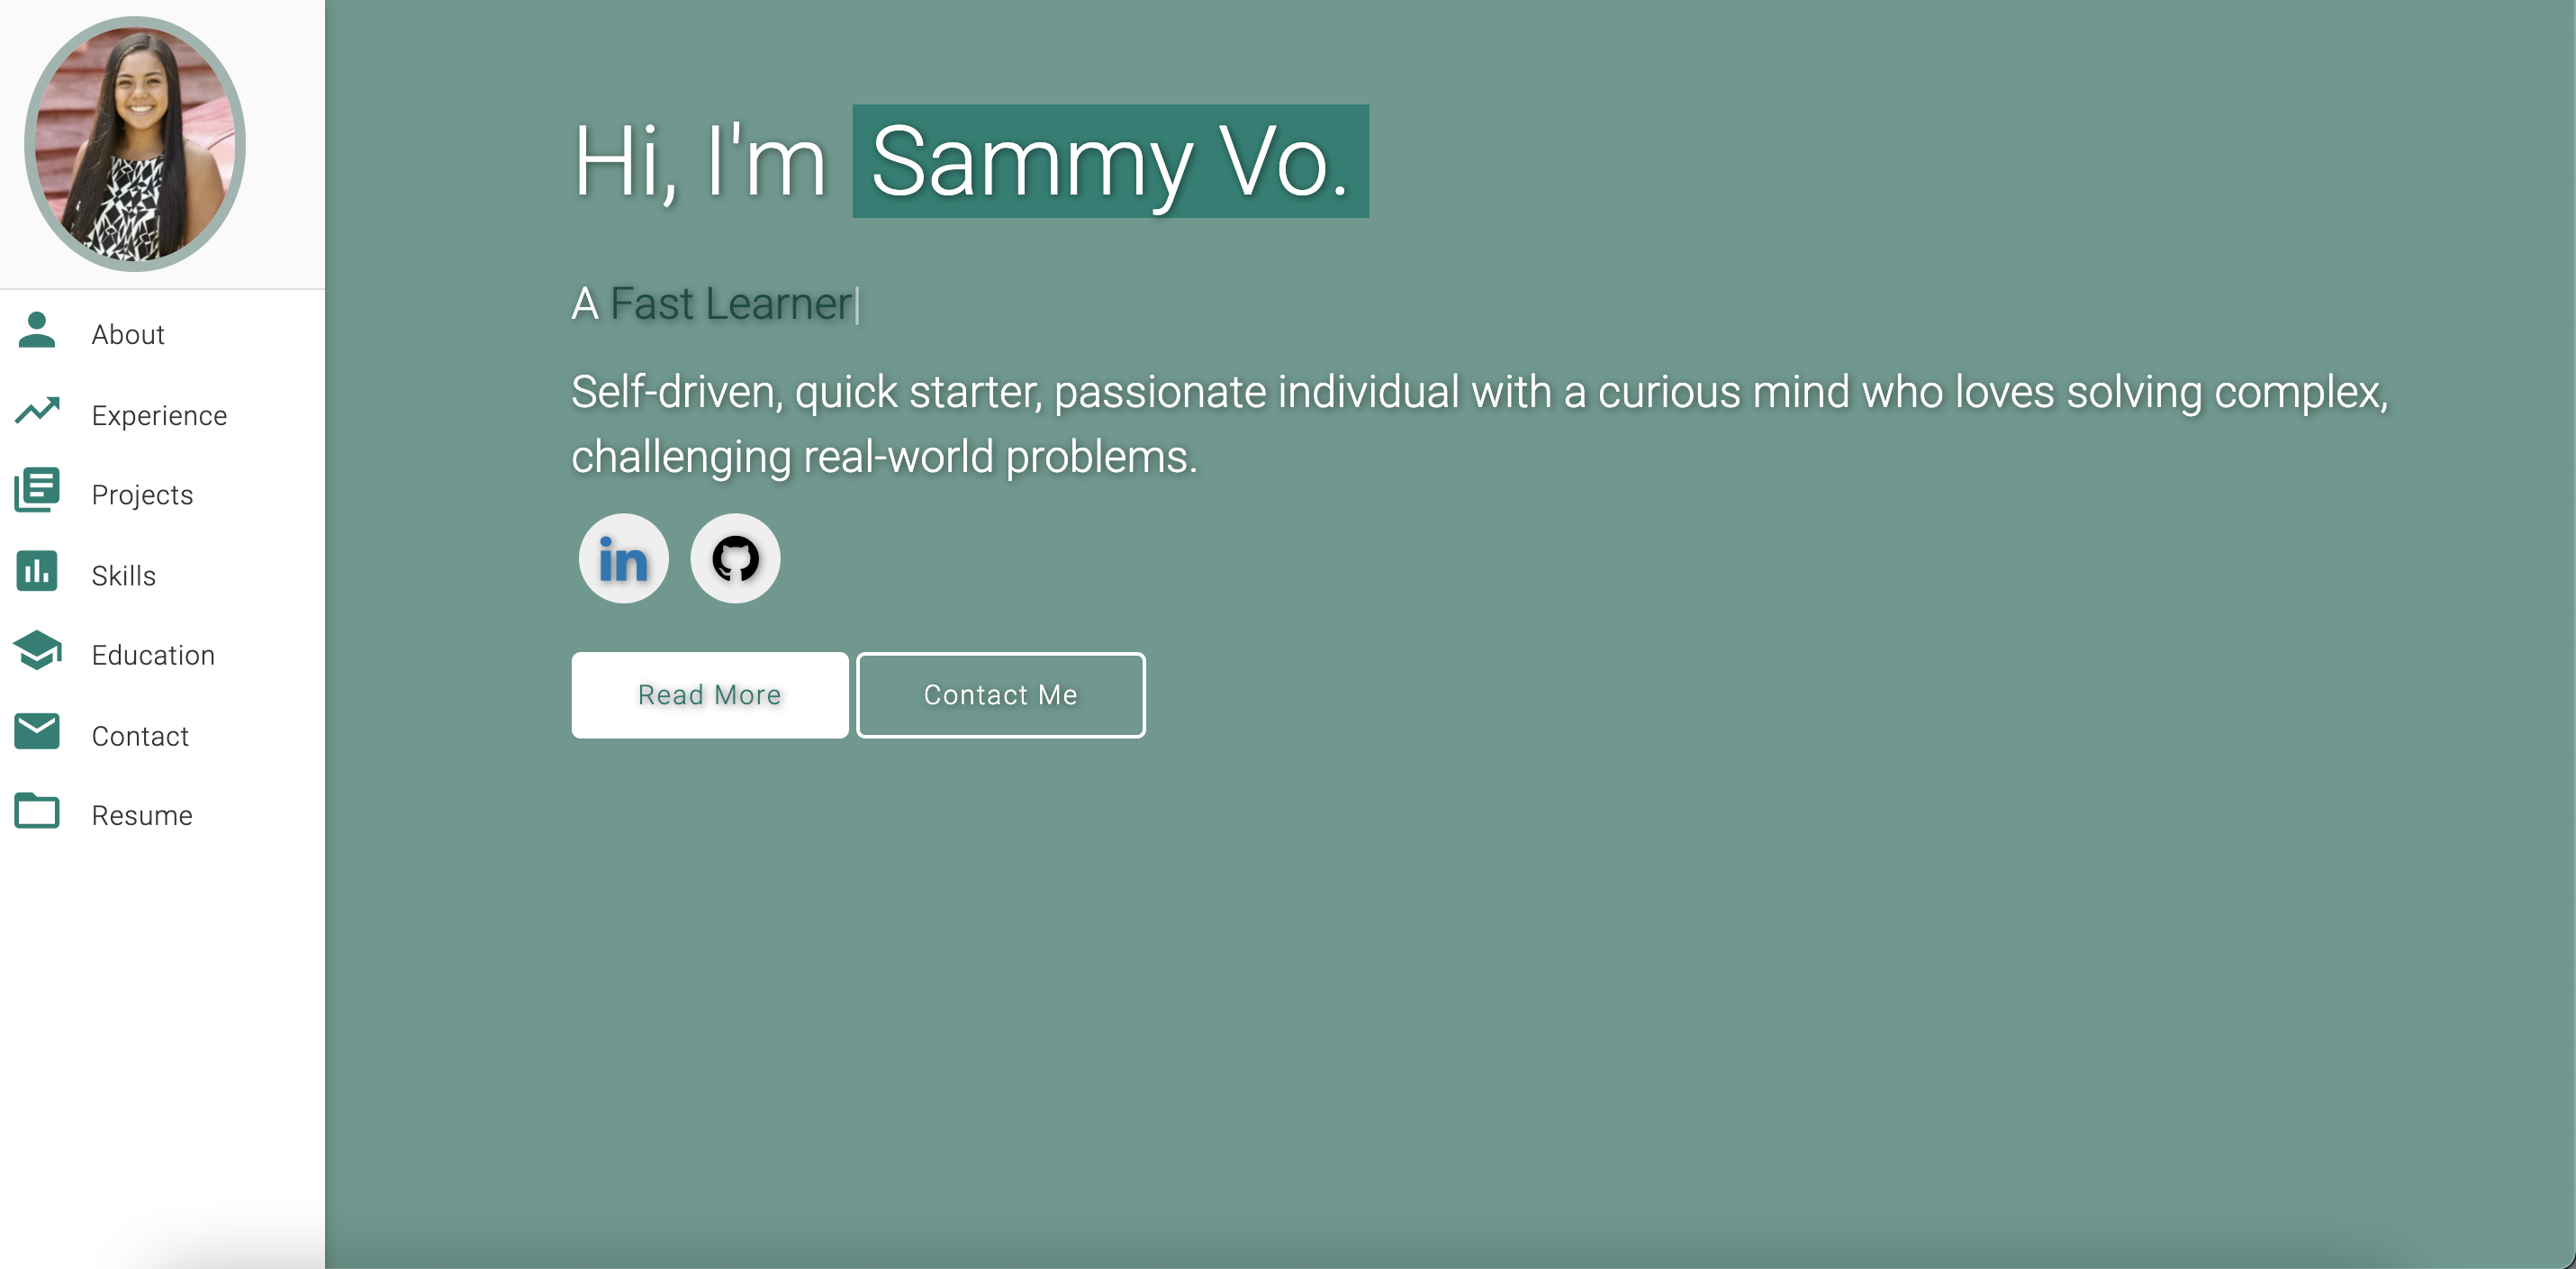 Hi, I'm Sammy Vo.
A Fast Learner
Self-driven, quick starter, passionate individual with a curious mind who loves solving complex,
challenging real-world problems.
in
Read More
Contact Me
About
Experience
Projects
Skills
Education
Contact
Resume